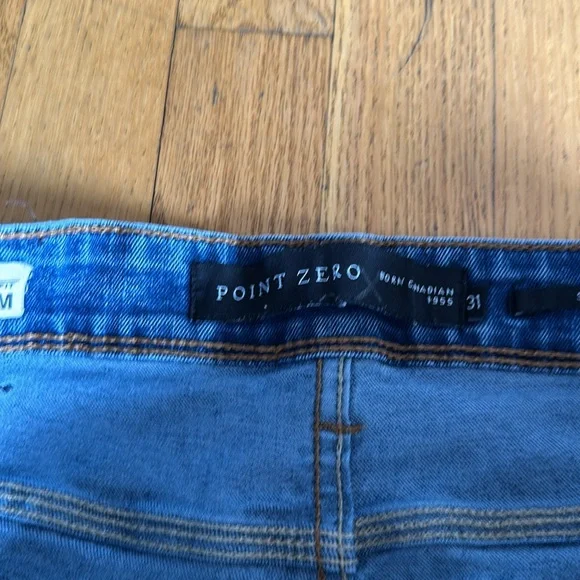 M
POINT ZERO
BORN CANADIAN
1955
31